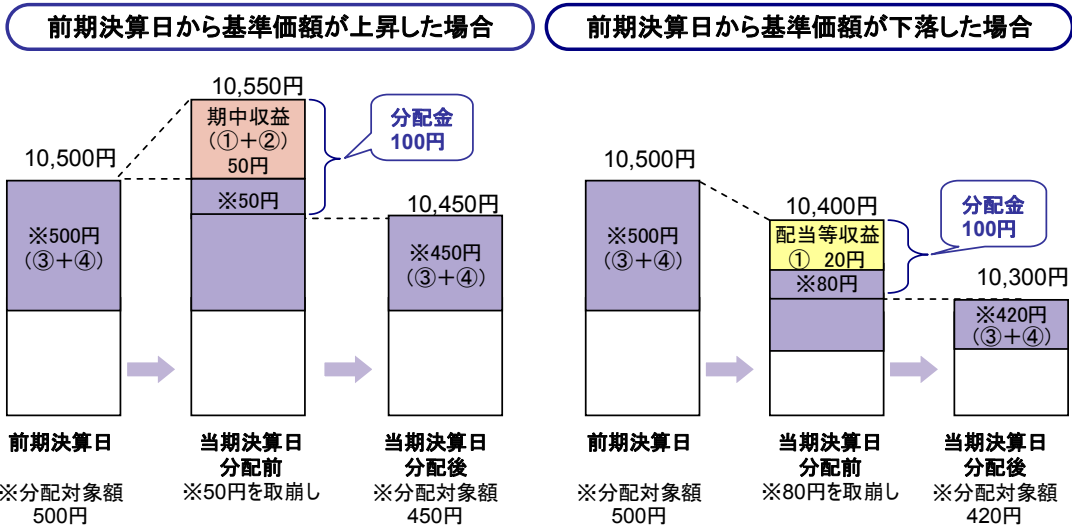 前期決算日から基準価額が上昇した場合
10,550円
期中収益
（①＋②）
50円
分配金
100円
10,500円
※50円
10,450円
※500円
（③＋④）
※450円
（③＋④）
前期決算日
当期決算日
分配前
当期決算日
分配後
※分配対象額
500円
※50円を取崩し
※分配対象額
450円
前期決算日から基準価額が下落した場合
10,500円
10,400円
分配金
100円
※500円
（③＋④）
配当等収益
① 20円
※80円
10,300円
※420円
（③＋④）
前期決算日
当期決算日
分配前
当期決算日
分配後
※分配対象額
500円
※80円を取崩し
※分配対象額
420円